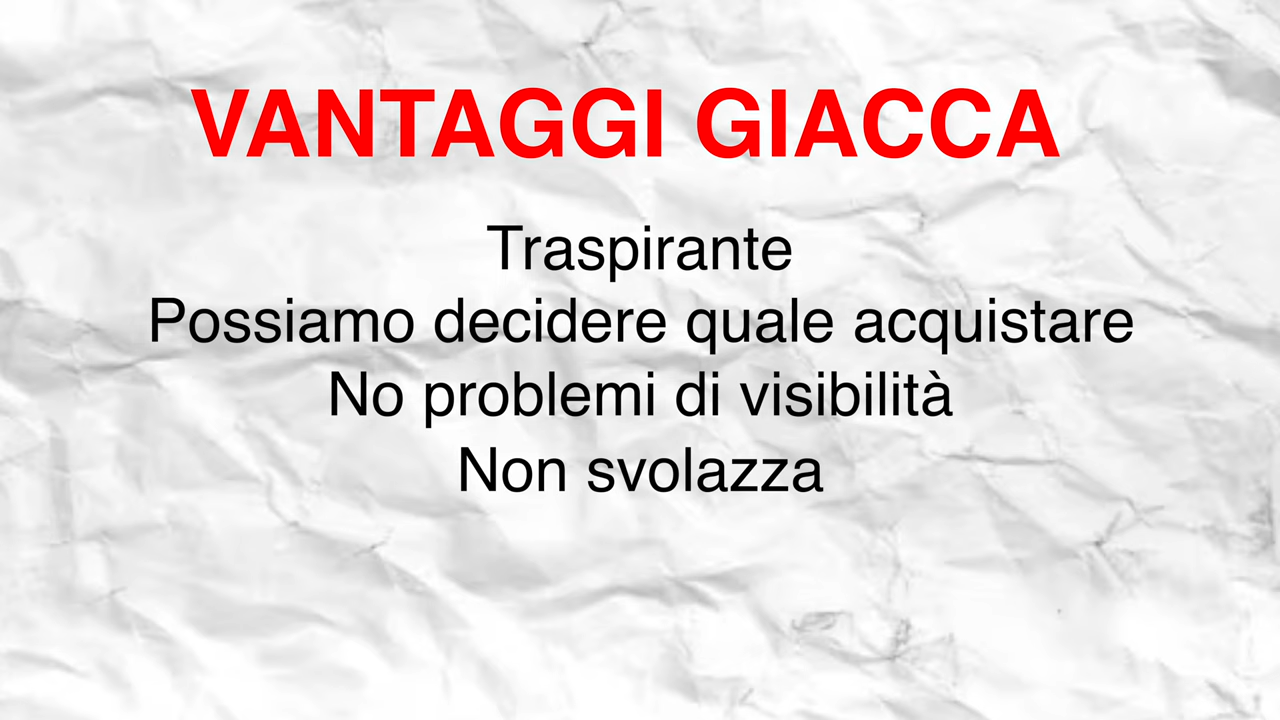 VANTAGGI GIACCA
Traspirante
Possiamo decidere quale acquistare
No problemi di visibilità
Non svolazza